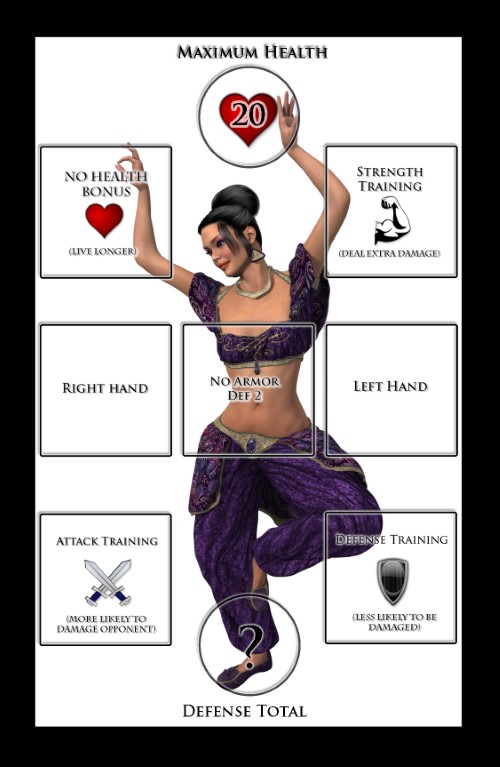 Maximum Health
20
No Health
Bonus
(Live Longer)
Strength
Training
(Deal Extra Damage)
Right hand
No Armor
Def 2
Left Hand
Attack Training
(More likely to
damage opponent)
Defense Training
(Less likely to be
damaged)
?
Defense Total